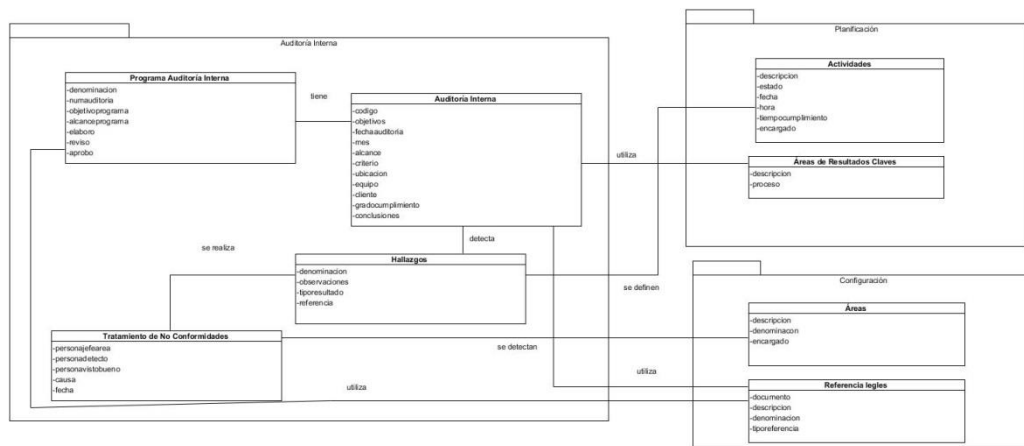 Auditoría Interna
Programa Auditoría Interna
-denominacion
-numauditoria
-objetivoprograma
-alcanceprograma
-elaboro
-reviso
-aprobo
tiene
Auditoría Interna
-codigo
-objetivos
-fechaauditoria
-mes
-alcance
-criterio
-ubicacion
-equipo
-cliente
-gradocumplimiento
-conclusiones
detecta
se realiza
Hallazgos
-denominacion
-observaciones
-tiporesultado
-referencia
Tratamiento de No Conformidades
-personajefearea
-personadetecto
-personavistobueno
-causa
-fecha
utiliza
se definen
se detectan
utiliza
utiliza
Planificación
Actividades
-descripcion
-estado
-fecha
-hora
-tiempocumplimiento
-encargado
Áreas de Resultados Claves
-descripcion
-proceso
Configuración
Áreas
-descripcion
-denominacon
-encargado
Referencia legles
-documento
-descripcion
-denominacion
-tiporeferencia